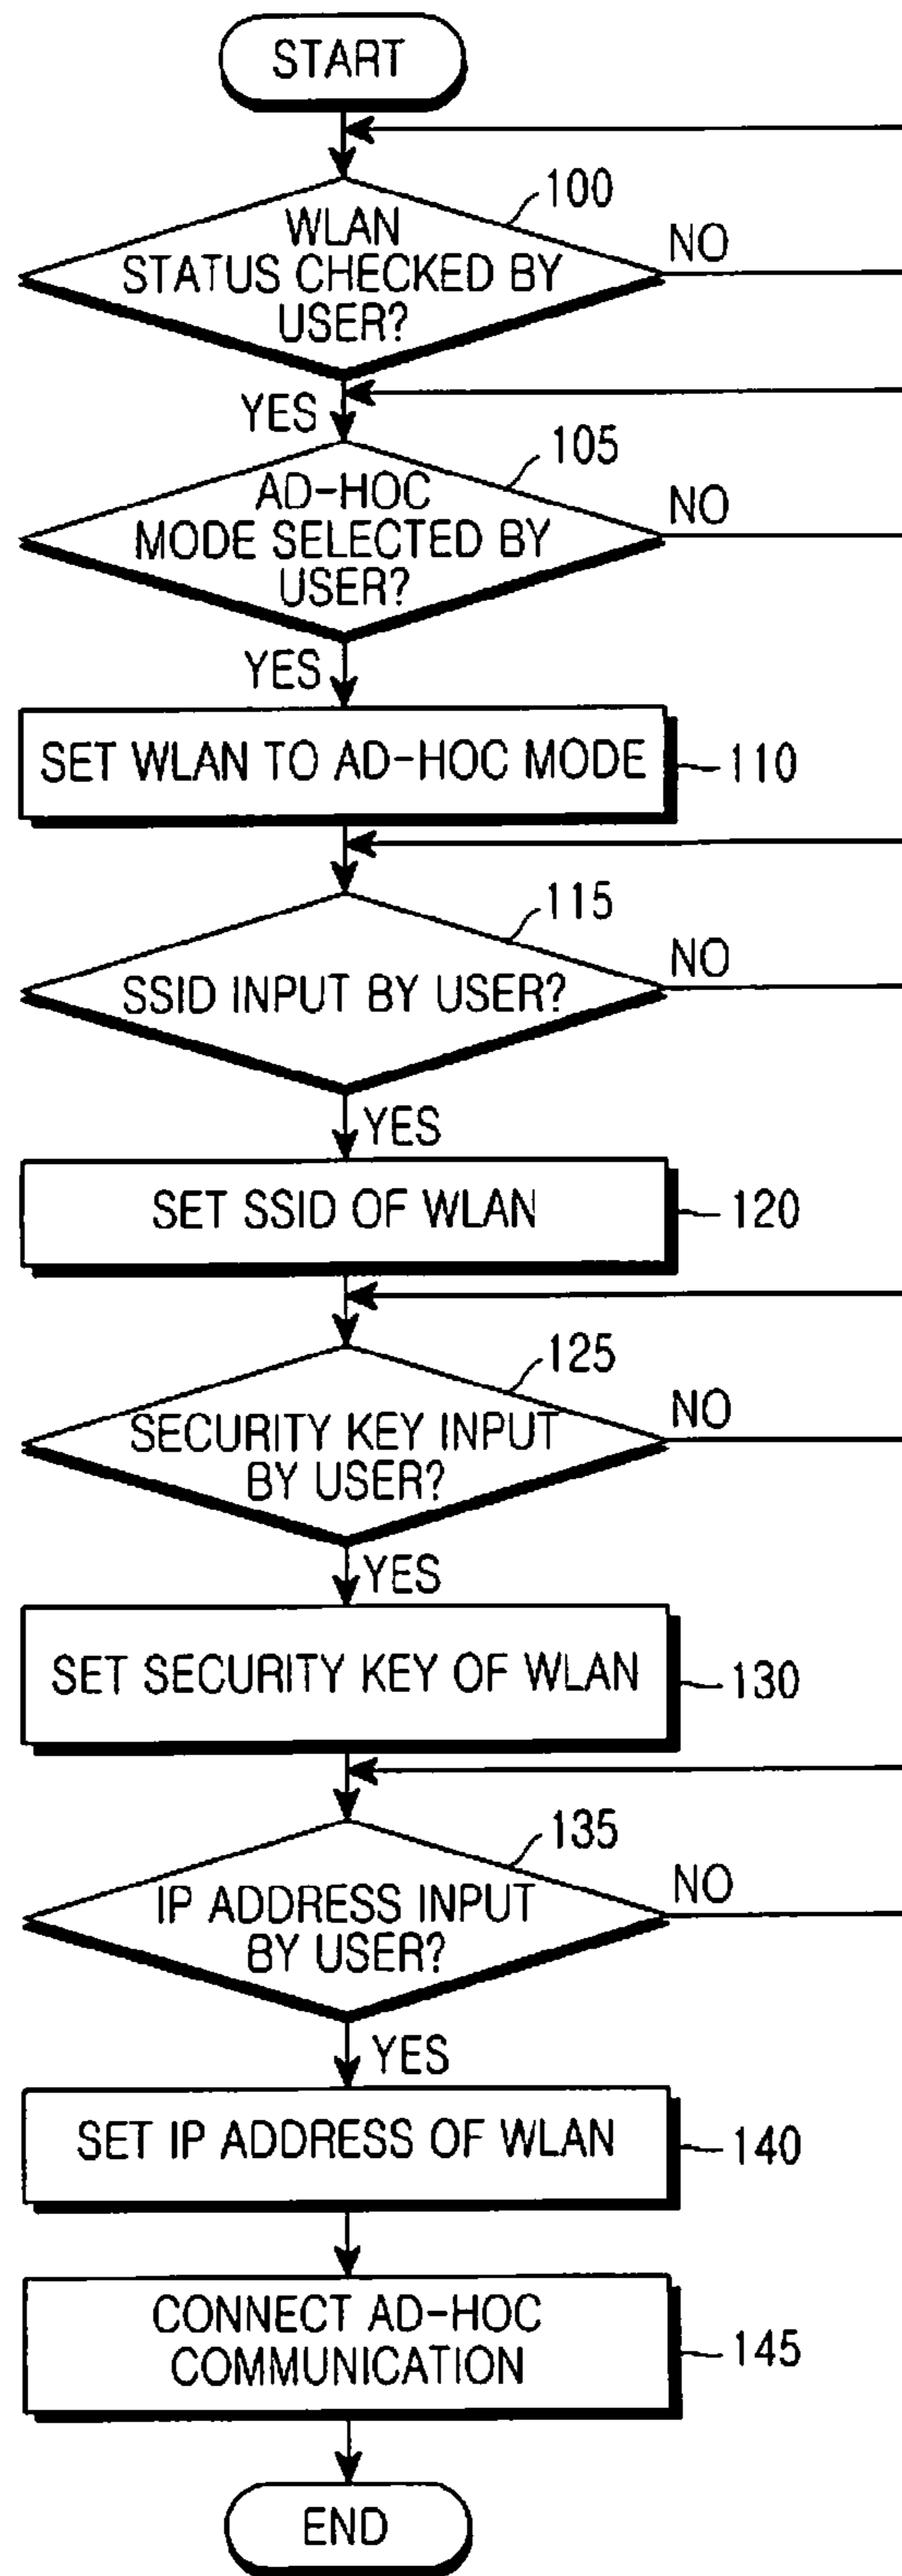 START
100
WLAN
STATUS CHECKED BY
USER?
NO
YES
105
AD-HOC
MODE SELECTED BY
USER?
NO
YES
SET WLAN TO AD-HOC MODE
110
115
SSID INPUT BY USER?
NO
YES
SET SSID OF WLAN
120
125
SECURITY KEY INPUT
BY USER?
NO
YES
SET SECURITY KEY OF WLAN
130
135
IP ADDRESS INPUT
BY USER?
NO
YES
SET IP ADDRESS OF WLAN
140
CONNECT AD-HOC
COMMUNICATION
145
END